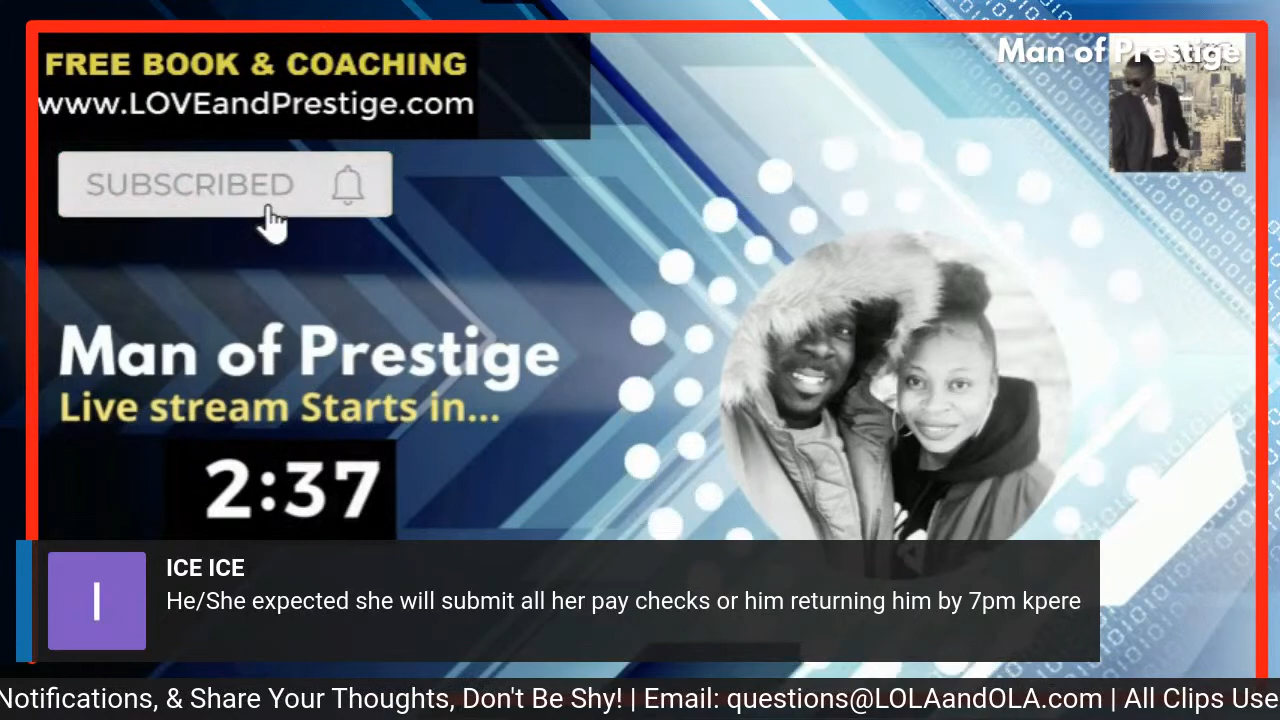 FREE BOOK & COACHING
www.LOVEandPrestige.com
Man of Prestige
SUBSCRIBED
Man of Prestige
Live stream Starts in...
2:37
I
ICE ICE
He/She expected she will submit all her pay checks or him returning him by 7pm kpere
Notifications, & Share Your Thoughts, Don't Be Shy! | Email: questions@LOLAandOLA.com | All Clips Use